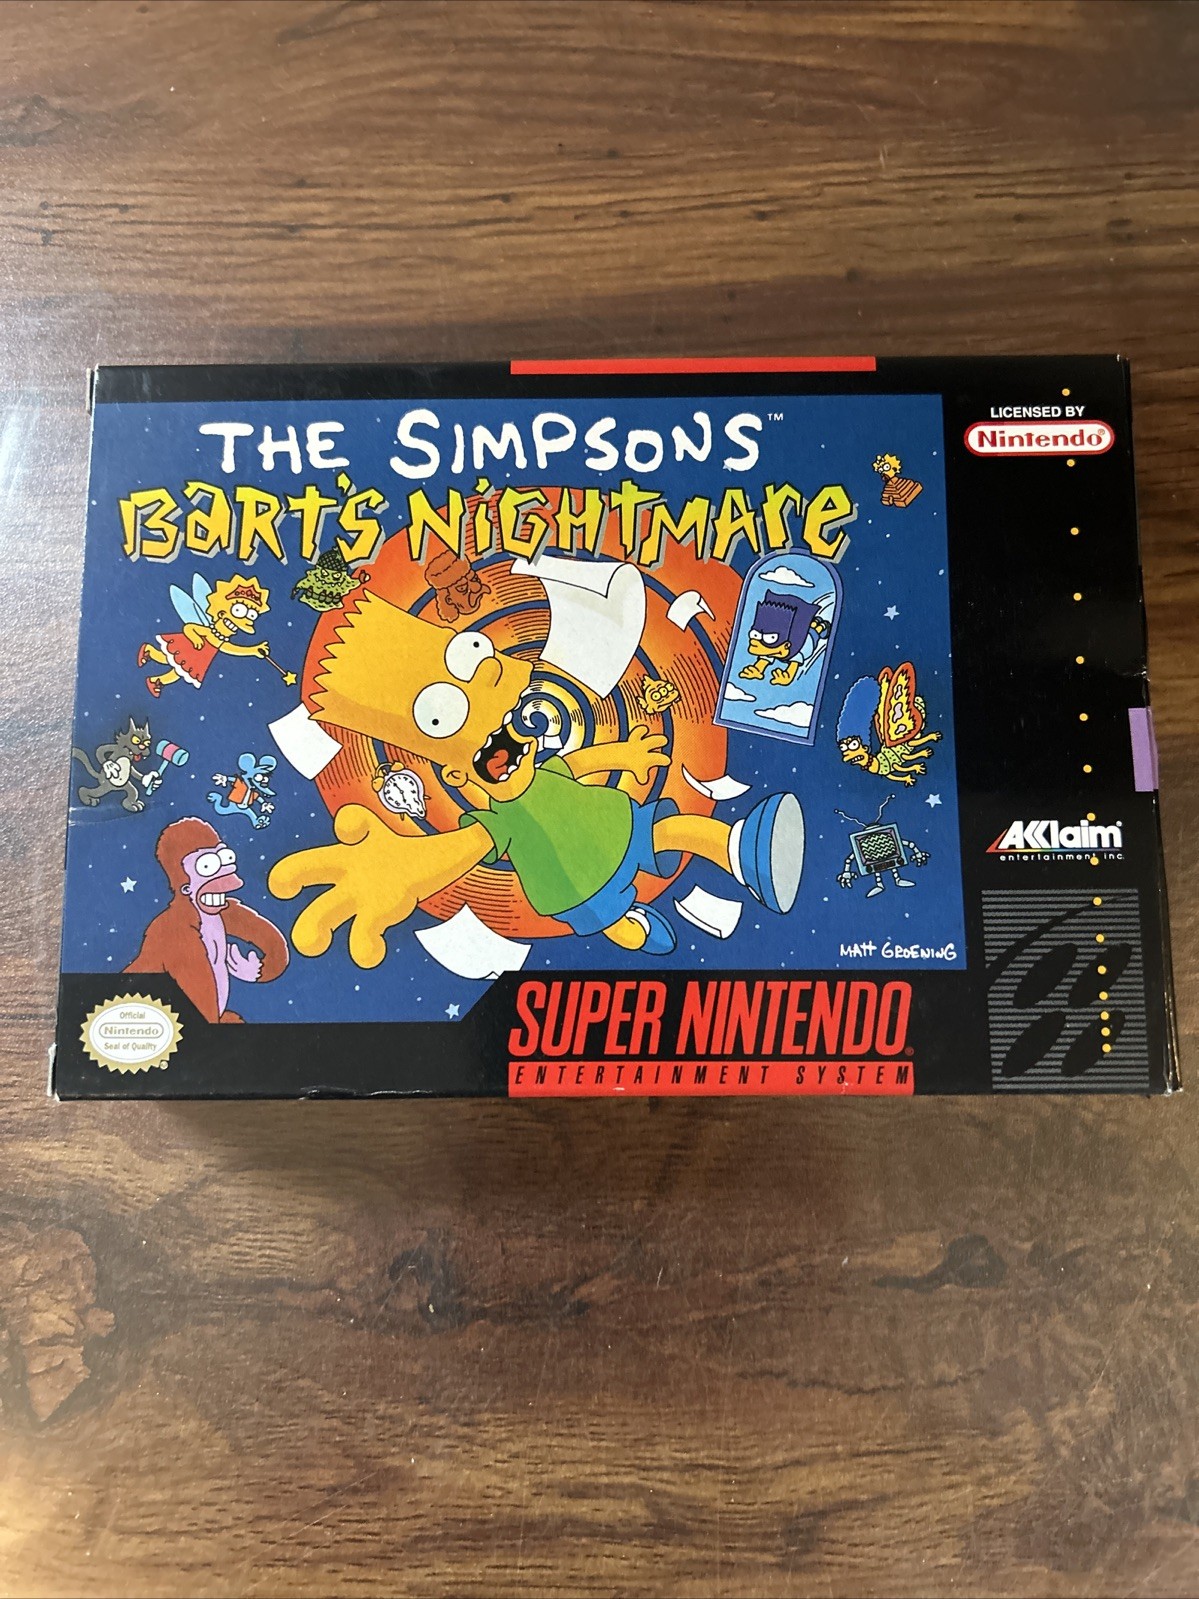 THE SIMPSONS™
BART'S NIGHTMARE
LICENSED BY
Nintendo®
AKKlaim®
entertainment inc.
MATT GROENING
Official
Nintendo
Seal of Quality
®
SUPER NINTENDO®
ENTERTAINMENT SYSTEM